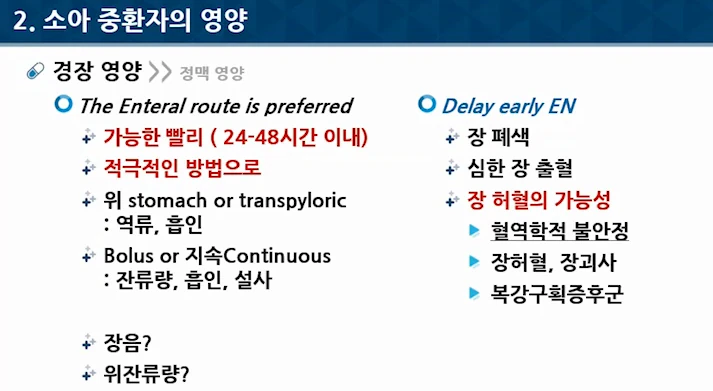 2. 소아 중환자의 영양
경장 영양 >> 정맥 영양
The Enteral route is preferred
가능한 빨리 ( 24-48시간 이내)
적극적인 방법으로
위 stomach or transpyloric
: 역류, 흡인
Bolus or 지속Continuous
: 잔류량, 흡인, 설사
장음?
위잔류량?
Delay early EN
장 폐색
심한 장 출혈
장 허혈의 가능성
혈역학적 불안정
장허혈, 장괴사
복강구획증후군